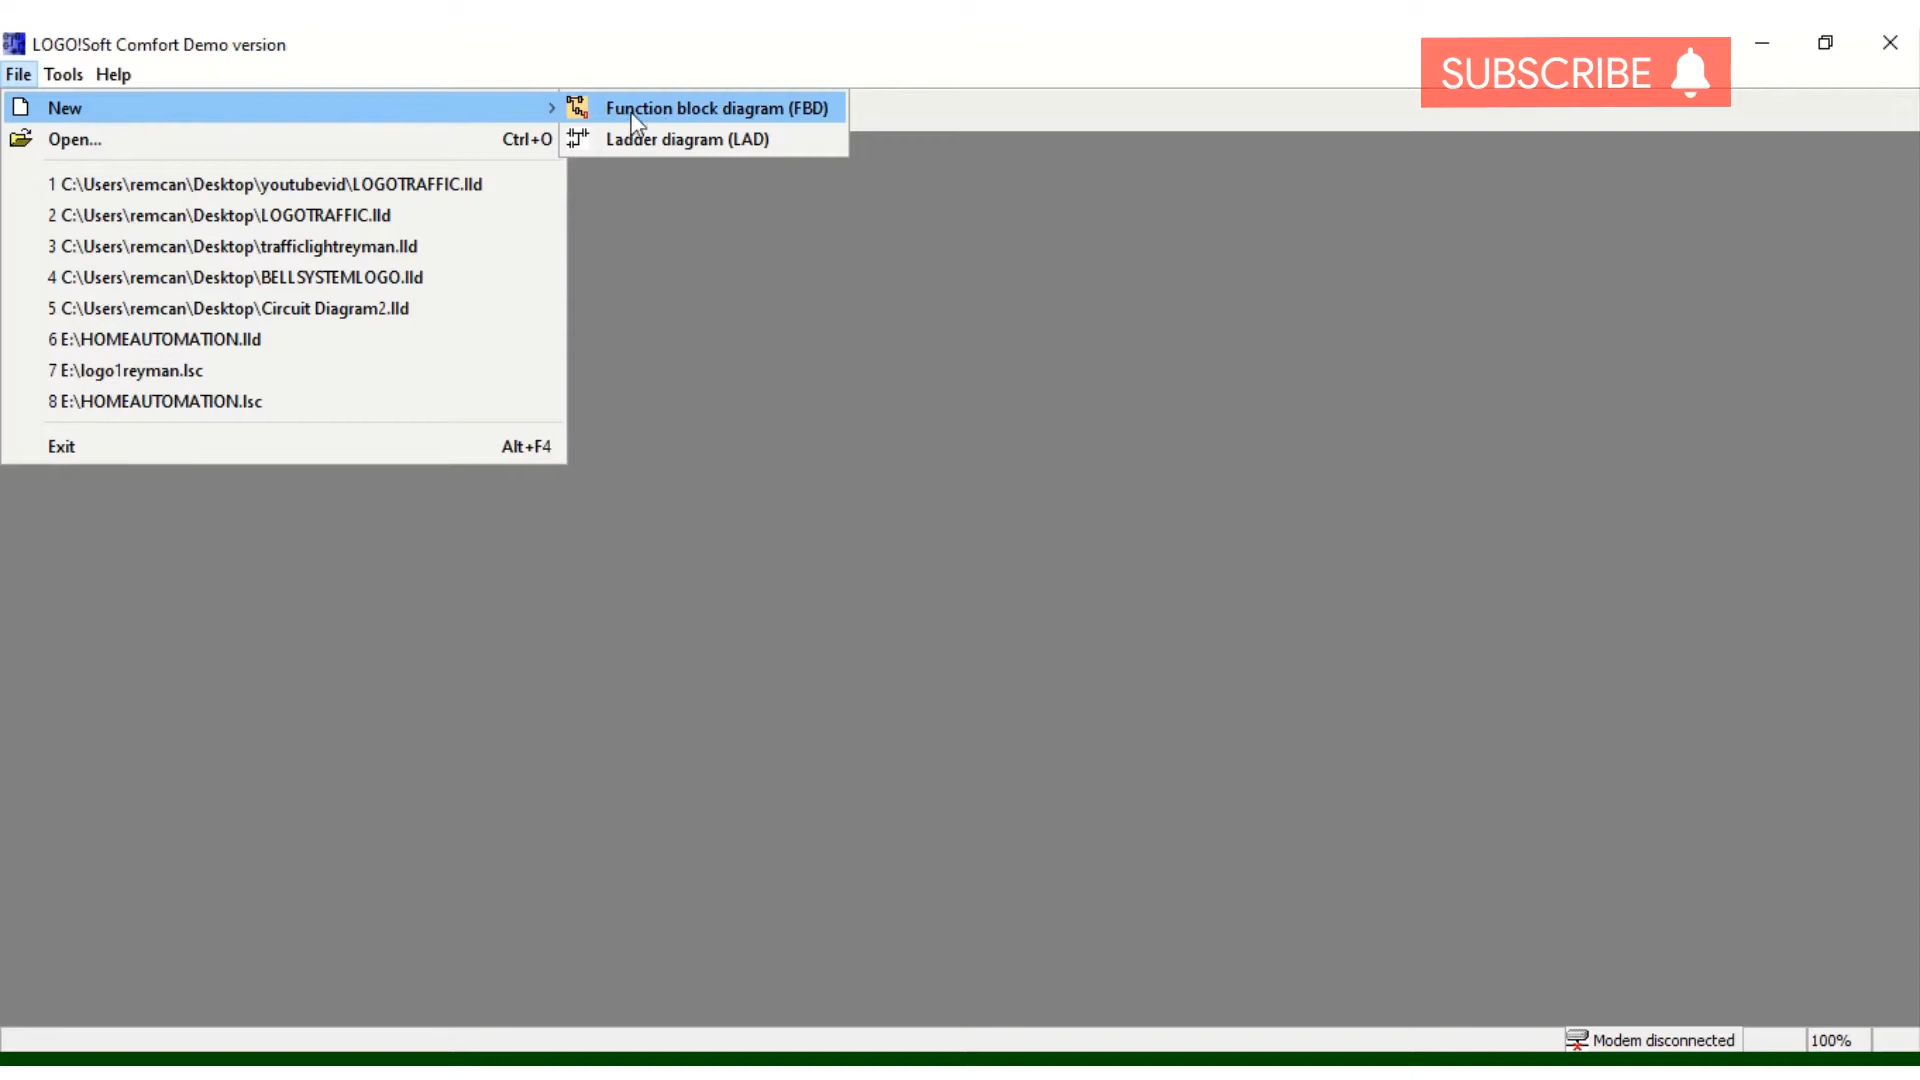 LOGO!Soft Comfort Demo version
SUBSCRIBE
File Tools Help
New
Function block diagram (FBD)
Open... Ctrl+O
Ladder diagram (LAD)
1 C:\Users\remcan\Desktop\youtubevid\LOGOTRAFFIC.lld
2 C:\Users\remcan\Desktop\LOGOTRAFFIC.lld
3 C:\Users\remcan\Desktop\trafficlightreyman.lld
4 C:\Users\remcan\Desktop\BELLSYSTEMLOGO.lld
5 C:\Users\remcan\Desktop\Circuit Diagram2.lld
6 E:\HOMEAUTOMATION.lld
7 E:\logo1reyman.lsc
8 E:\HOMEAUTOMATION.lsc
Exit Alt+F4
Modem disconnected
100%